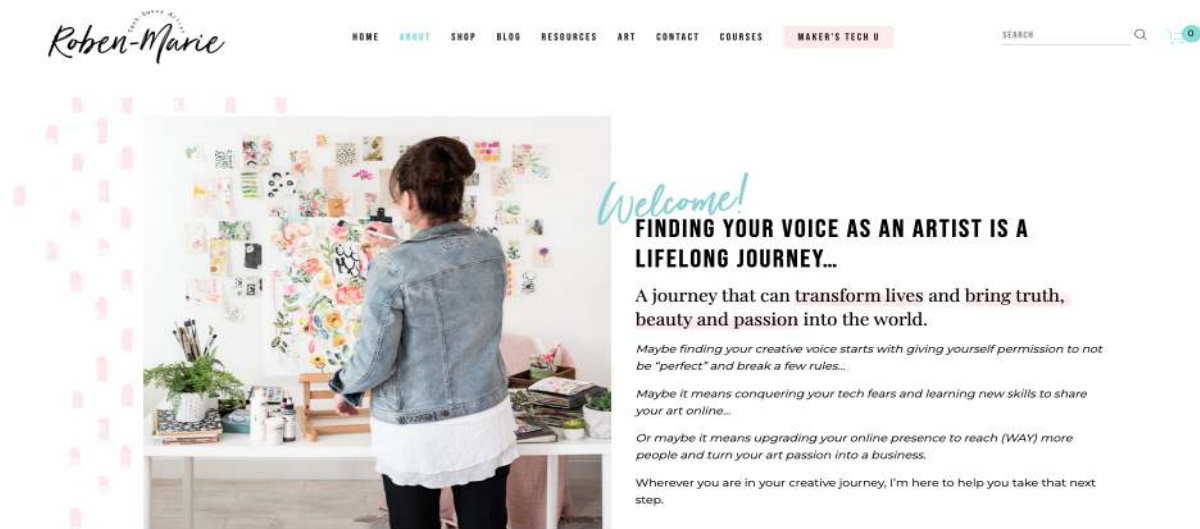 Tech-Savvy Artist
Roben-Marie
HOME ABOUT SHOP BLOG RESOURCES ART CONTACT COURSES MAKER'S TECH U
SEARCH
0
Welcome!
FINDING YOUR VOICE AS AN ARTIST IS A
LIFELONG JOURNEY...
A journey that can transform lives and bring truth,
beauty and passion into the world.
Maybe finding your creative voice starts with giving yourself permission to not
be “perfect” and break a few rules...
Maybe it means conquering your tech fears and learning new skills to share
your art online...
Or maybe it means upgrading your online presence to reach (WAY) more
people and turn your art passion into a business.
Wherever you are in your creative journey, I'm here to help you take that next
step.